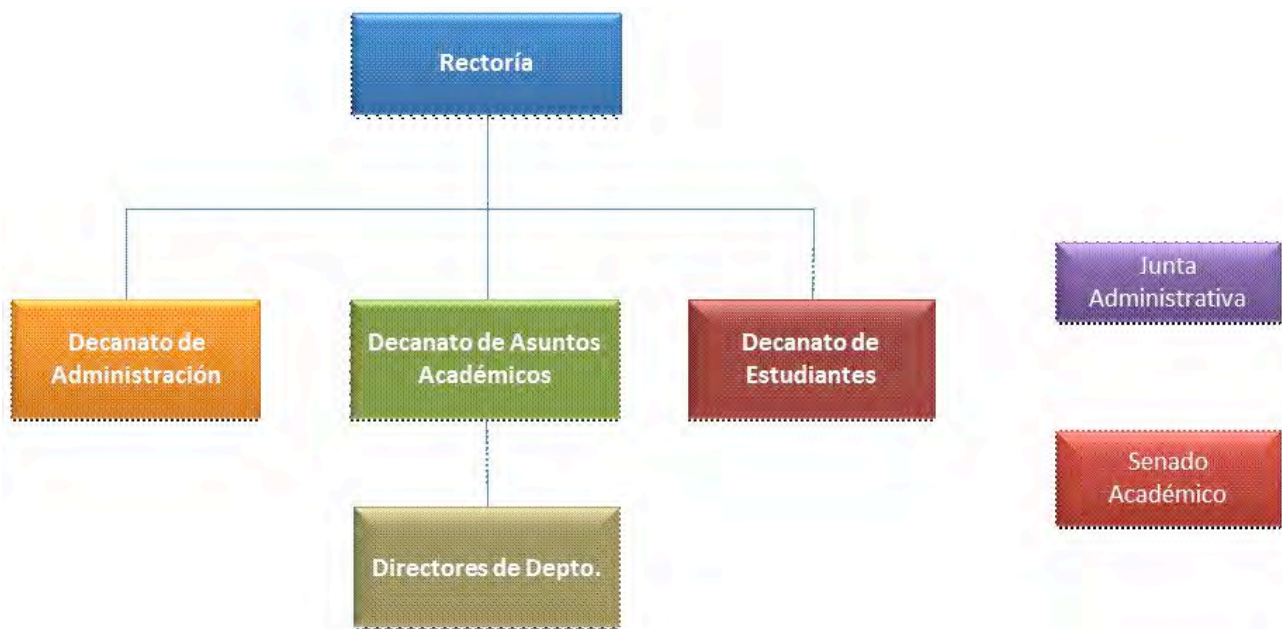 Rectoría
Decanato de
Administración
Decanato de Asuntos
Académicos
Decanato de
Estudiantes
Junta
Administrativa
Senado
Académico
Directores de Depto.